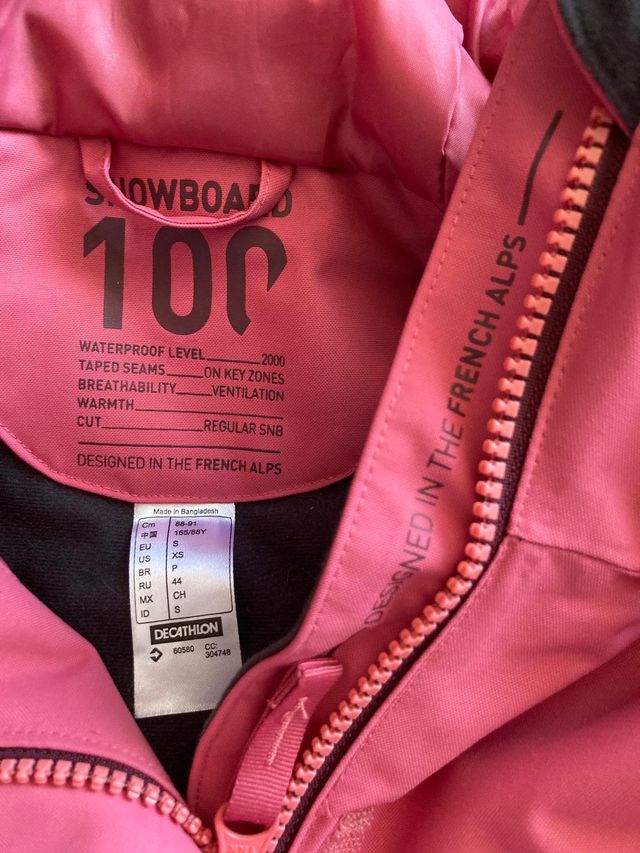 SNOWBOARD
100
WATERPROOF LEVEL 2000
TAPED SEAMS ON KEY ZONES
BREATHABILITY VENTILATION
WARMTH
CUT REGULAR SNB
DESIGNED IN THE FRENCH ALPS
DESIGNED IN THE FRENCH ALPS
Made in Bangladesh
Cm 88-91
中国 165/88Y
EU S
US XS
BR P
RU 44
MX CH
ID S
DECATHLON
60580 CC:
304748